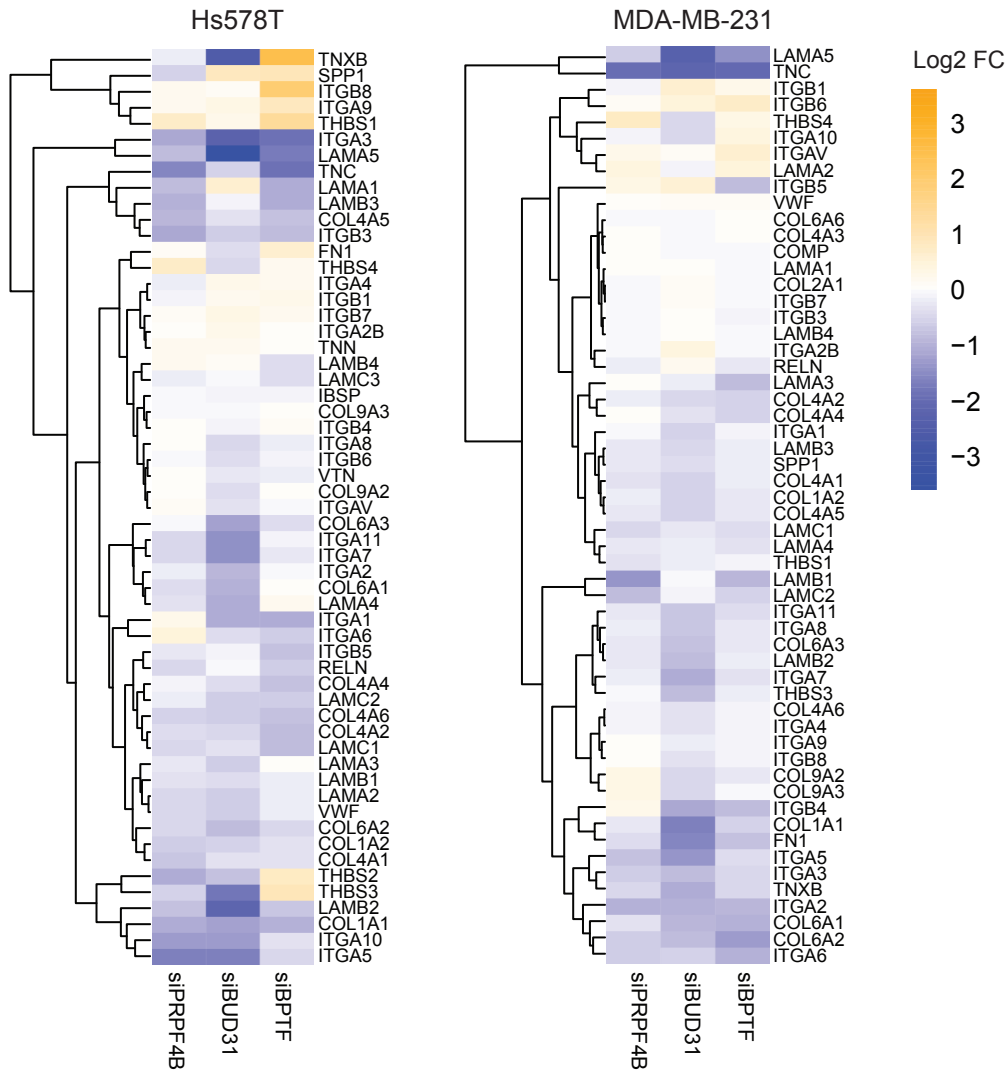 Hs578T
TNXB
SPP1
ITGB8
ITGA9
THBS1
ITGA3
LAMA5
TNC
LAMA1
LAMB3
COL4A5
ITGB3
FN1
THBS4
ITGA4
ITGB1
ITGB7
ITGA2B
TNN
LAMB4
LAMC3
IBSP
COL9A3
ITGB4
ITGA8
ITGB6
VTN
COL9A2
ITGAV
COL6A3
ITGA11
ITGA7
ITGA2
COL6A1
LAMA4
ITGA1
ITGA6
ITGB5
RELN
COL4A4
LAMC2
COL4A6
COL4A2
LAMC1
LAMA3
LAMB1
LAMA2
VWF
COL6A2
COL1A2
COL4A1
THBS2
THBS3
LAMB2
COL1A1
ITGA10
ITGA5
siPRPF4B
siBUD31
siBPTF
MDA-MB-231
LAMA5
TNC
ITGB1
ITGB6
THBS4
ITGA10
ITGAV
LAMA2
ITGB5
VWF
COL6A6
COL4A3
COMP
LAMA1
COL2A1
ITGB7
ITGB3
LAMB4
ITGA2B
RELN
LAMA3
COL4A2
COL4A4
ITGA1
LAMB3
SPP1
COL4A1
COL1A2
COL4A5
LAMC1
LAMA4
THBS1
LAMB1
LAMC2
ITGA11
ITGA8
COL6A3
LAMB2
ITGA7
THBS3
COL4A6
ITGA4
ITGA9
ITGB8
COL9A2
COL9A3
ITGB4
COL1A1
FN1
ITGA5
ITGA3
TNXB
ITGA2
COL6A1
COL6A2
ITGA6
siPRPF4B
siBUD31
siBPTF
Log2 FC
3
2
1
0
−1
−2
−3